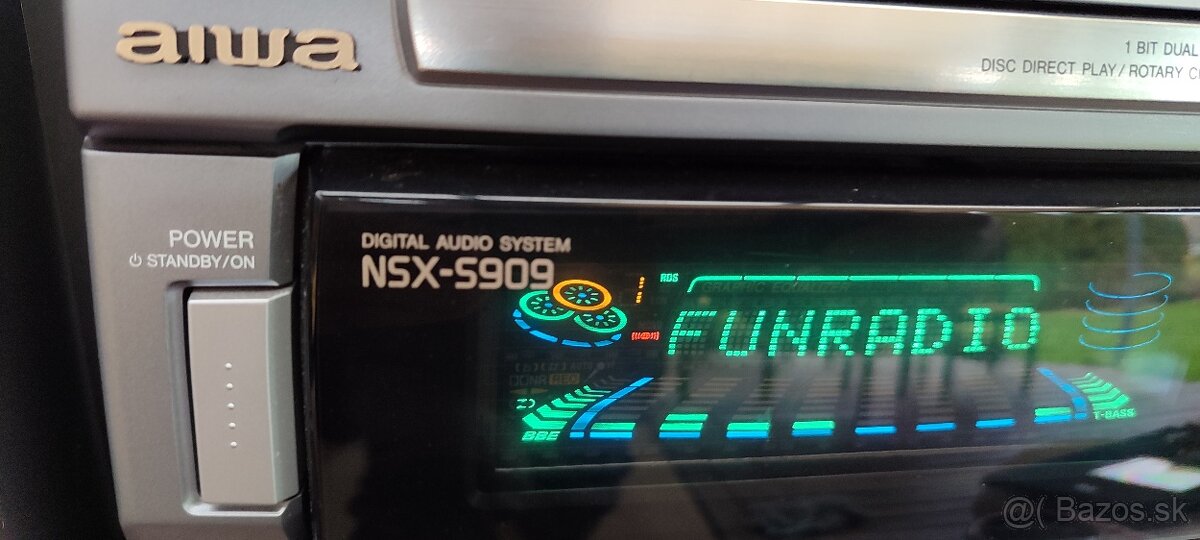 aiwa
1 BIT DUAL
DISC DIRECT PLAY/ROTARY
POWER
⏻ STANDBY/ON
DIGITAL AUDIO SYSTEM
NSX-S909
RDS
GRAPHIC EQUALIZER
FUNRADIO
REC
BBE
T-BASS
@( Bazos.sk